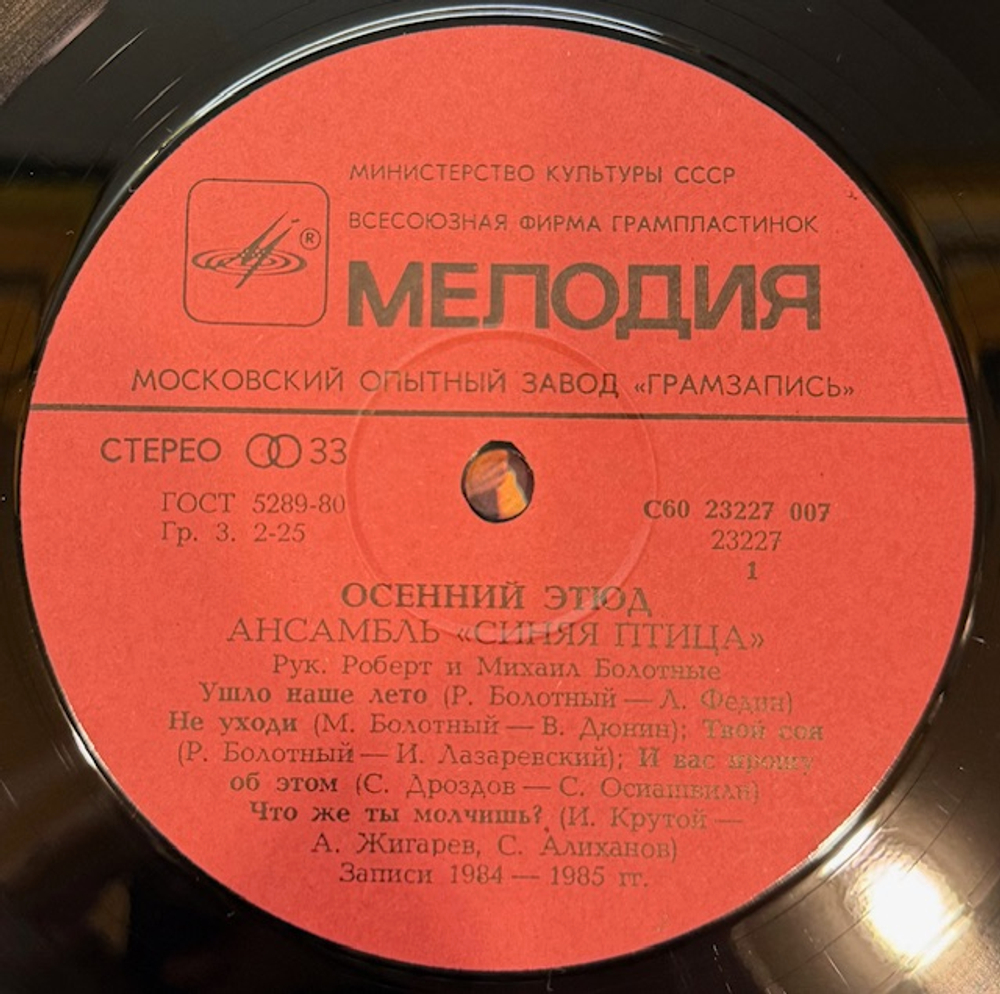 МИНИСТЕРСТВО КУЛЬТУРЫ СССР
ВСЕСОЮЗНАЯ ФИРМА ГРАМПЛАСТИНОК
®
МЕЛОДИЯ
МОСКОВСКИЙ ОПЫТНЫЙ ЗАВОД «ГРАМЗАПИСЬ»
СТЕРЕО 33
ГОСТ 5289-80
Гр. 3. 2-25
С60 23227 007
23227
1
ОСЕННИЙ ЭТЮД
АНСАМБЛЬ «СИНЯЯ ПТИЦА»
Рук. Роберт и Михаил Болотные
Ушло наше лето (Р. Болотный — Л. Федин)
Не уходи (М. Болотный — В. Дюнин); Твой сон
(Р. Болотный — И. Лазаревский); И вас прошу
об этом (С. Дроздов — С. Осиашвили)
Что же ты молчишь? (И. Крутой —
А. Жигарев, С. Алиханов)
Записи 1984 — 1985 гг.